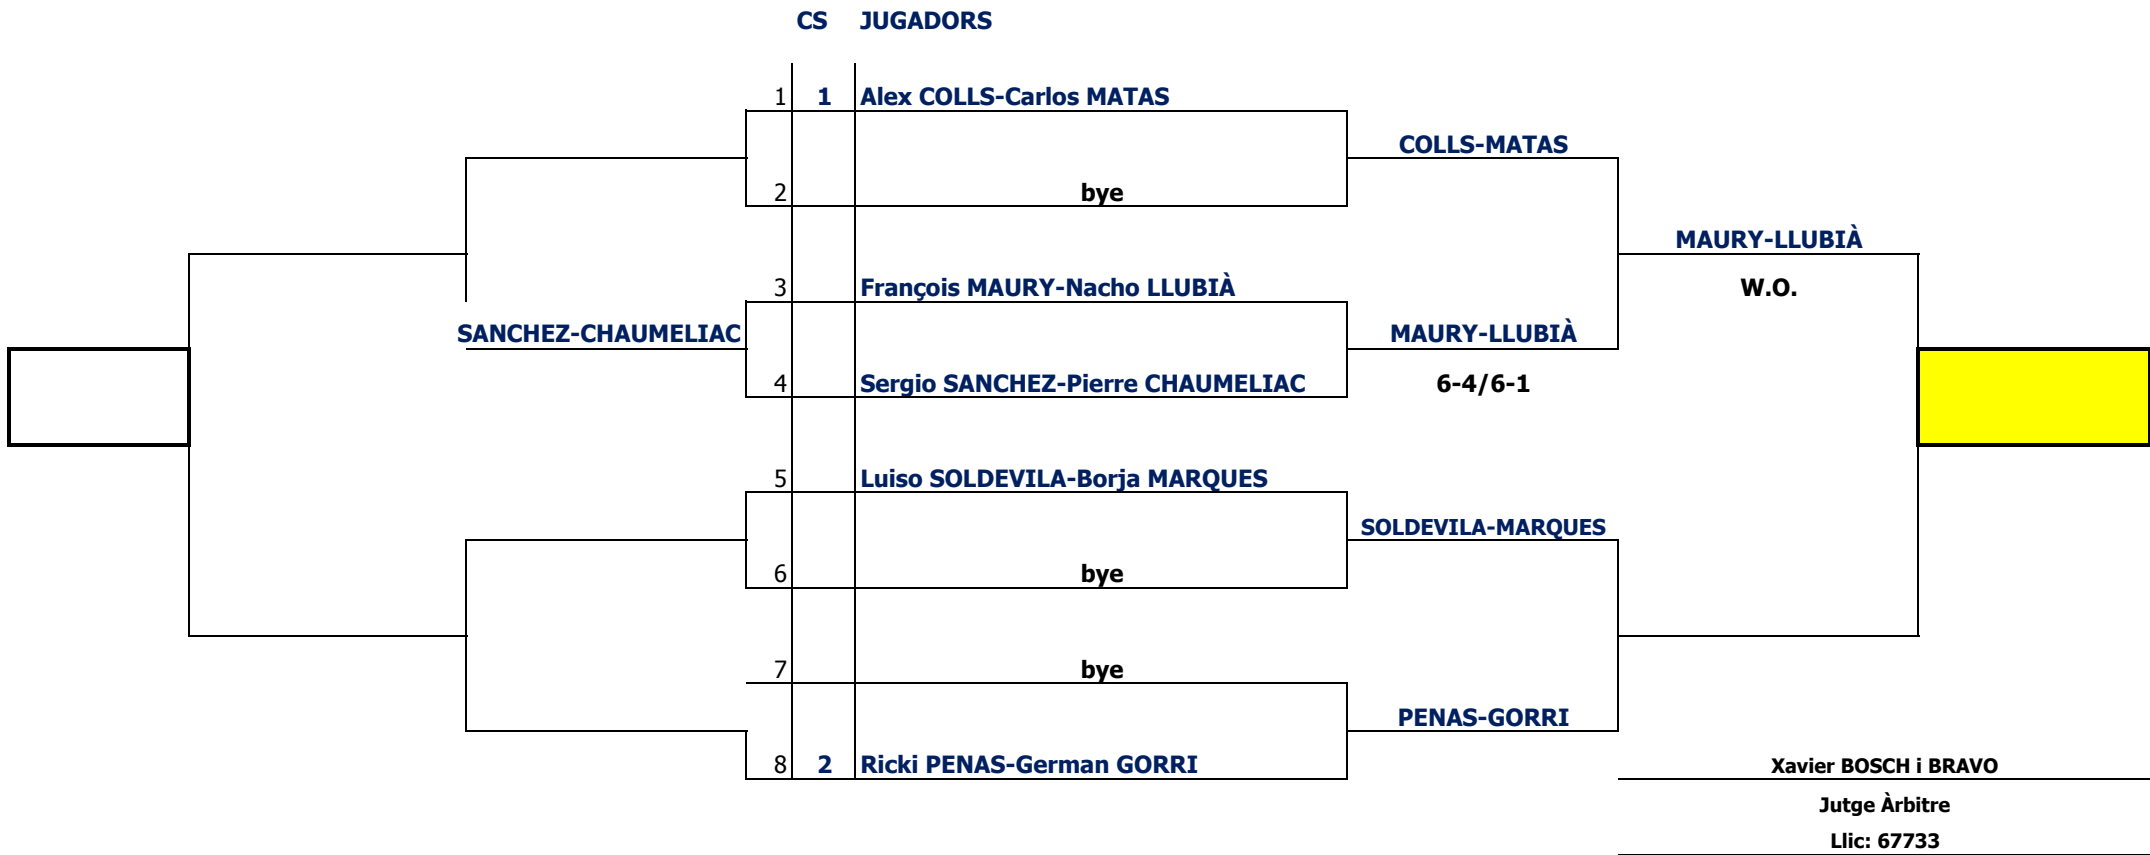 CS JUGADORS
1 1 Alex COLLS-Carlos MATAS
COLLS-MATAS
2 bye
MAURY-LLUBIÀ
3 François MAURY-Nacho LLUBIÀ W.O.
SANCHEZ-CHAUMELIAC MAURY-LLUBIÀ
4 Sergio SANCHEZ-Pierre CHAUMELIAC 6-4/6-1
5 Luiso SOLDEVILA-Borja MARQUES
SOLDEVILA-MARQUES
6 bye
7 bye
PENAS-GORRI
8 2 Ricki PENAS-German GORRI Xavier BOSCH i BRAVO
Jutge Àrbitre
Llic: 67733